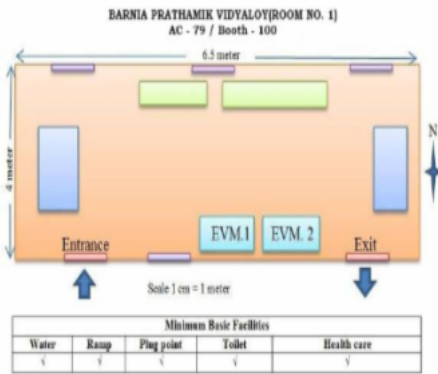 BARNIA PRATHAMIK VIDYALOY(ROOM NO. 1)
AC - 79 / Booth - 100
6.5 meter
4 meter
N
EVM.1 EVM. 2
Entrance Exit
Scale 1 cm = 1 meter
Minimum Basic Facilities
Water Ramp Plug point Toilet Health care
√ √ √ √ √